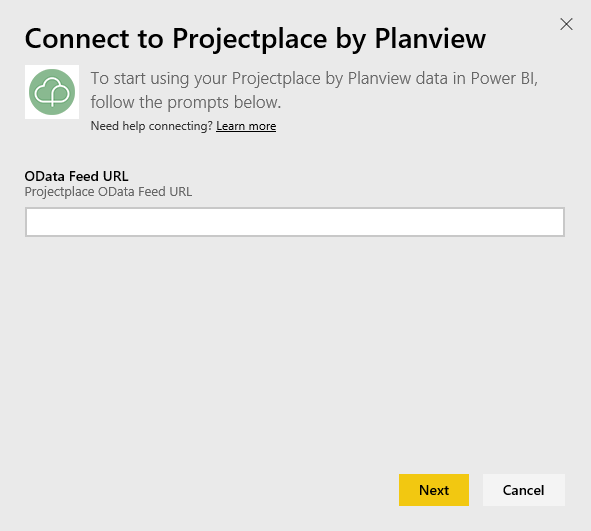 Connect to Projectplace by Planview
To start using your Projectplace by Planview data in Power BI,
follow the prompts below.
Need help connecting? Learn more
OData Feed URL
Projectplace OData Feed URL
Next
Cancel